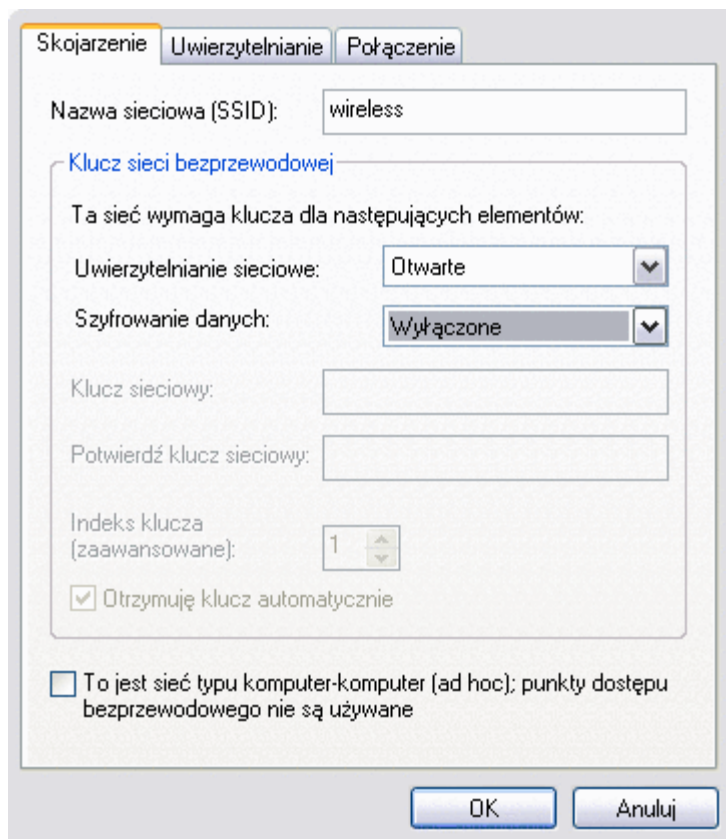 Skojarzenie Uwierzytelnianie Połączenie
Nazwa sieciowa (SSID): wireless
Klucz sieci bezprzewodowej
Ta sieć wymaga klucza dla następujących elementów:
Uwierzytelnianie sieciowe: Otwarte
Szyfrowanie danych: Wyłączone
Klucz sieciowy:
Potwierdź klucz sieciowy:
Indeks klucza
(zaawansowane): 1
Otrzymuję klucz automatycznie
To jest sieć typu komputer-komputer (ad hoc); punkty dostępu
bezprzewodowego nie są używane
OK Anuluj